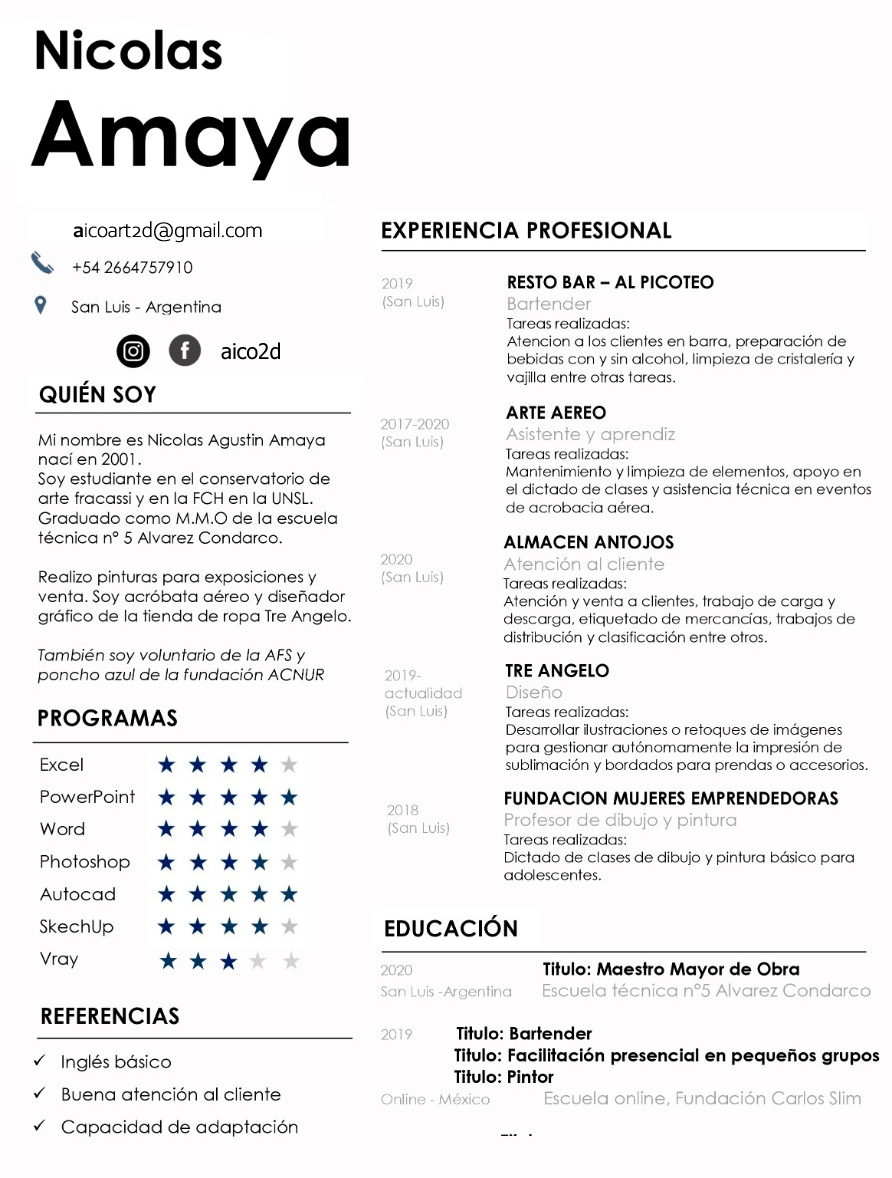 Nicolas
Amaya
aicoart2d@gmail.com
+54 2664757910
San Luis - Argentina
aico2d
QUIÉN SOY
Mi nombre es Nicolas Agustin Amaya
nací en 2001.
Soy estudiante en el conservatorio de
arte fracassi y en la FCH en la UNSL.
Graduado como M.M.O de la escuela
técnica n° 5 Alvarez Condarco.
Realizo pinturas para exposiciones y
venta. Soy acróbata aéreo y diseñador
gráfico de la tienda de ropa Tre Angelo.
También soy voluntario de la AFS y
poncho azul de la fundación ACNUR
PROGRAMAS
Excel
PowerPoint
Word
Photoshop
Autocad
SkechUp
Vray
REFERENCIAS
Inglés básico
Buena atención al cliente
Capacidad de adaptación
EXPERIENCIA PROFESIONAL
2019
(San Luis)
RESTO BAR – AL PICOTEO
Bartender
Tareas realizadas:
Atencion a los clientes en barra, preparación de
bebidas con y sin alcohol, limpieza de cristalería y
vajilla entre otras tareas.
2017-2020
(San Luis)
ARTE AEREO
Asistente y aprendiz
Tareas realizadas:
Mantenimiento y limpieza de elementos, apoyo en
el dictado de clases y asistencia técnica en eventos
de acrobacia aérea.
2020
(San Luis)
ALMACEN ANTOJOS
Atención al cliente
Tareas realizadas:
Atención y venta a clientes, trabajo de carga y
descarga, etiquetado de mercancías, trabajos de
distribución y clasificación entre otros.
2019-
actualidad
(San Luis)
TRE ANGELO
Diseño
Tareas realizadas:
Desarrollar ilustraciones o retoques de imágenes
para gestionar autónomamente la impresión de
sublimación y bordados para prendas o accesorios.
2018
(San Luis)
FUNDACION MUJERES EMPRENDEDORAS
Profesor de dibujo y pintura
Tareas realizadas:
Dictado de clases de dibujo y pintura básico para
adolescentes.
EDUCACIÓN
2020
San Luis -Argentina
Titulo: Maestro Mayor de Obra
Escuela técnica n°5 Alvarez Condarco
2019
Titulo: Bartender
Titulo: Facilitación presencial en pequeños grupos
Titulo: Pintor
Online - México
Escuela online, Fundación Carlos Slim